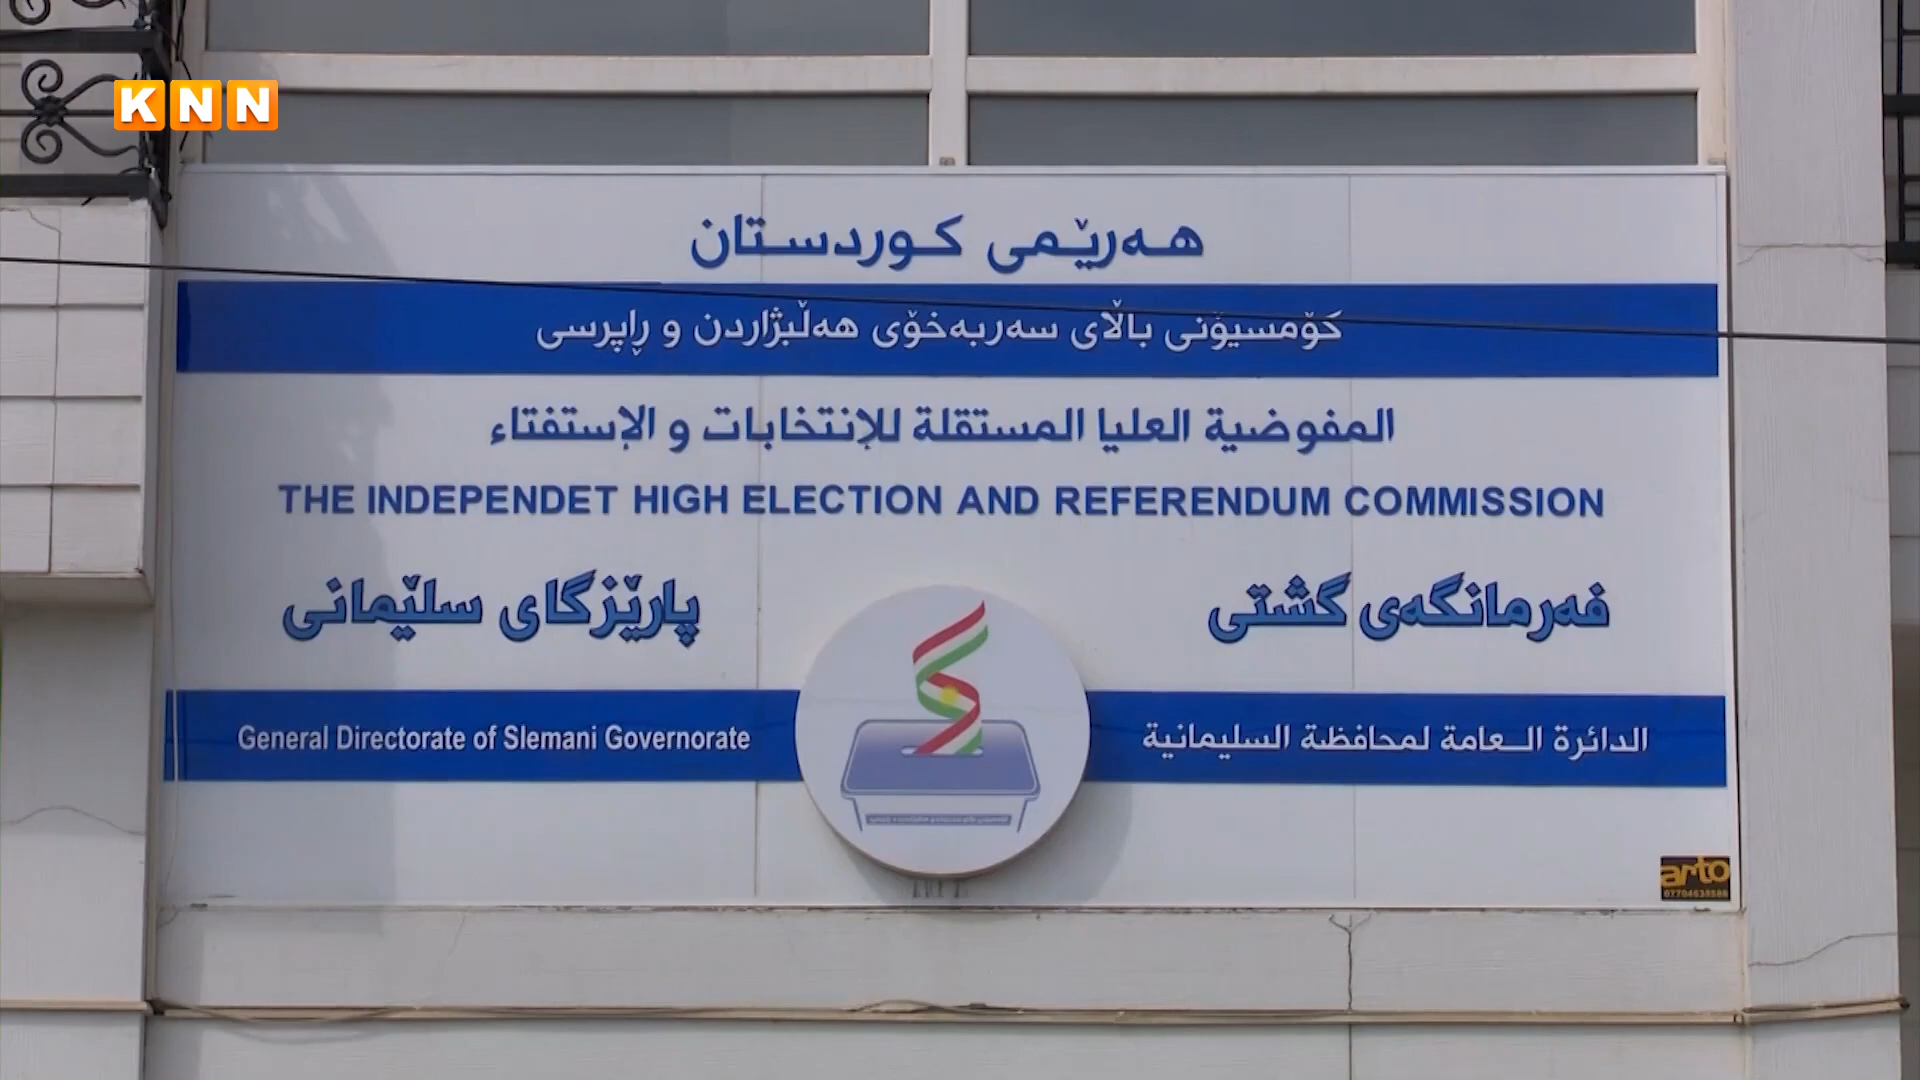 KNN
هەرێمی کوردستان
کۆمسیۆنی باڵای سەربەخۆی هەڵبژاردن و ڕاپرسی
المفوضية العليا المستقلة للإنتخابات و الإستفتاء
THE INDEPENDET HIGH ELECTION AND REFERENDUM COMMISSION
فەرمانگەی گشتی
پارێزگای سلێمانی
الدائرة العامة لمحافظة السليمانية
General Directorate of Slemani Governorate
arto